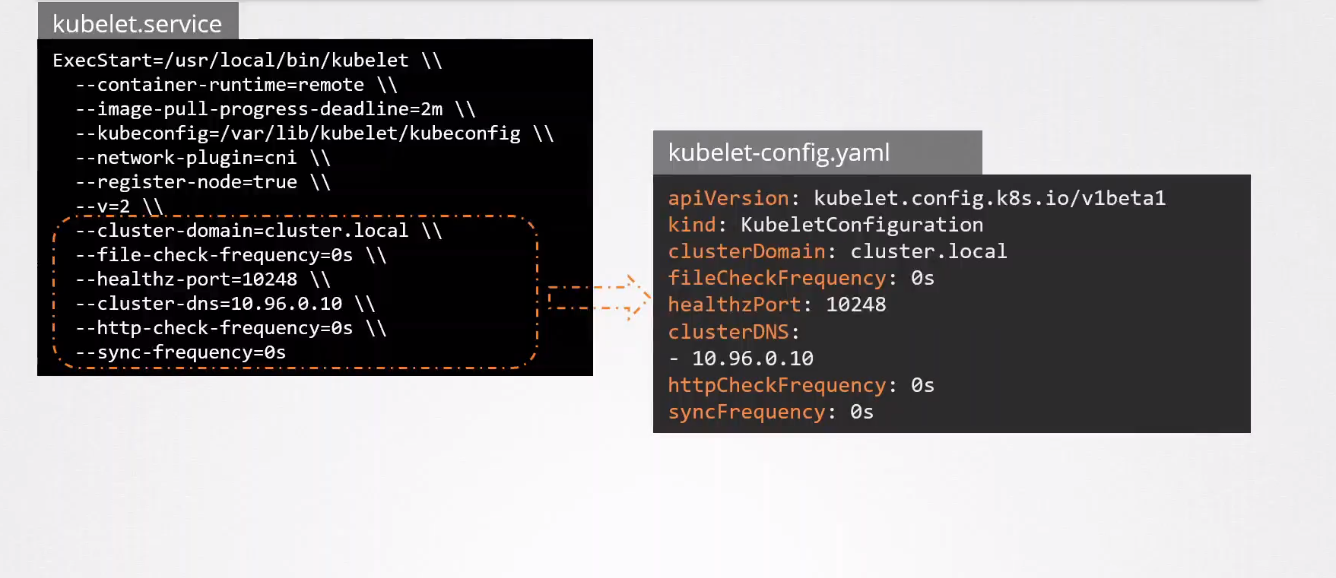 kubelet.service
ExecStart=/usr/local/bin/kubelet \\
--container-runtime=remote \\
--image-pull-progress-deadline=2m \\
--kubeconfig=/var/lib/kubelet/kubeconfig \\
--network-plugin=cni \\
--register-node=true \\
--v=2 \\
--cluster-domain=cluster.local \\
--file-check-frequency=0s \\
--healthz-port=10248 \\
--cluster-dns=10.96.0.10 \\
--http-check-frequency=0s \\
--sync-frequency=0s
kubelet-config.yaml
apiVersion: kubelet.config.k8s.io/v1beta1
kind: KubeletConfiguration
clusterDomain: cluster.local
fileCheckFrequency: 0s
healthzPort: 10248
clusterDNS:
- 10.96.0.10
httpCheckFrequency: 0s
syncFrequency: 0s